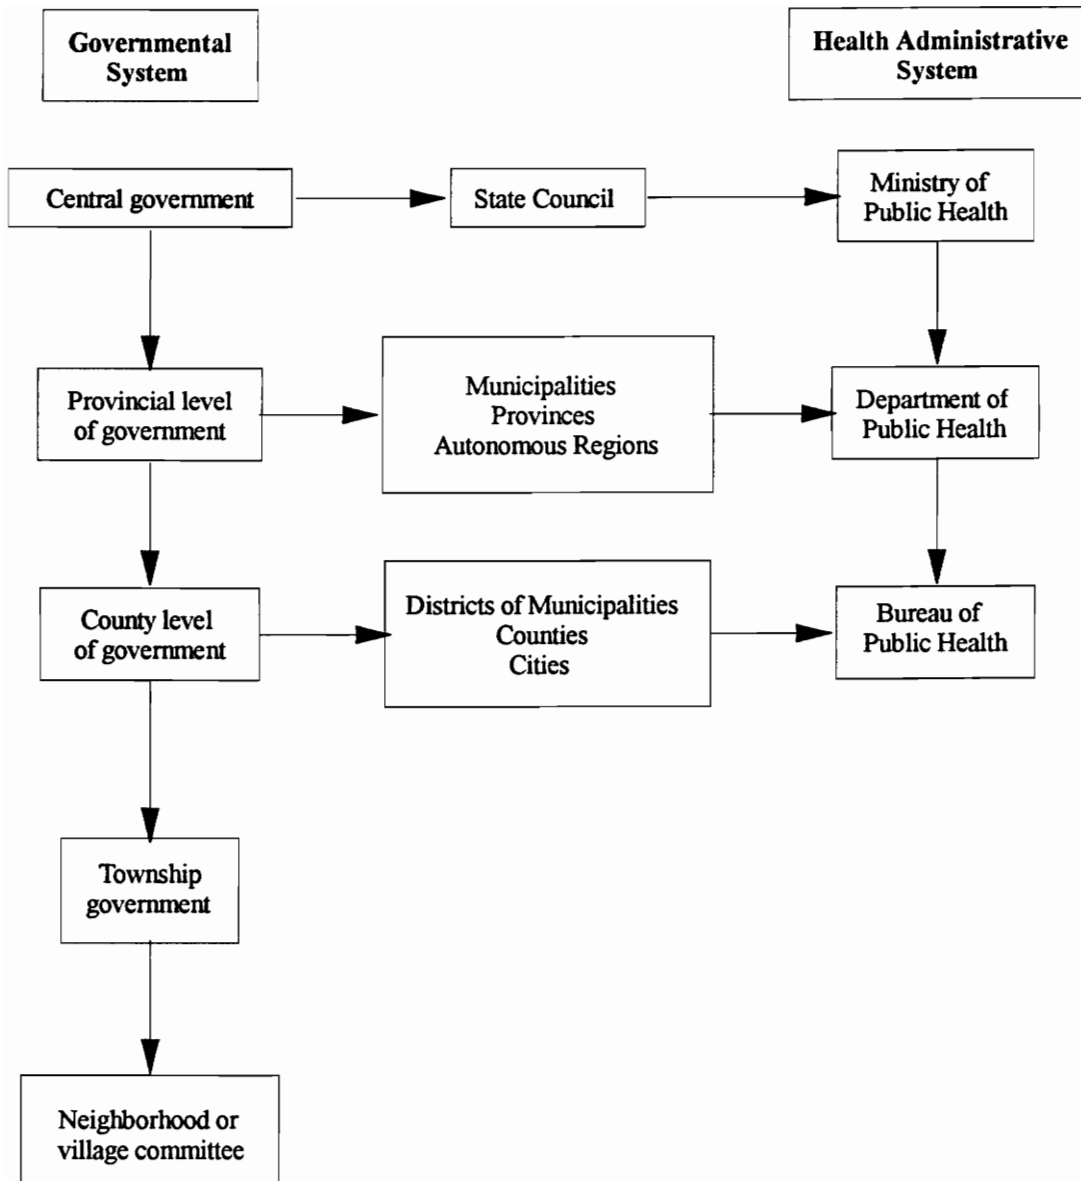 Governmental
System
Health Administrative
System
Central government
State Council
Ministry of
Public Health
Provincial level
of government
Municipalities
Provinces
Autonomous Regions
Department of
Public Health
County level
of government
Districts of Municipalities
Counties
Cities
Bureau of
Public Health
Township
government
Neighborhood or
village committee